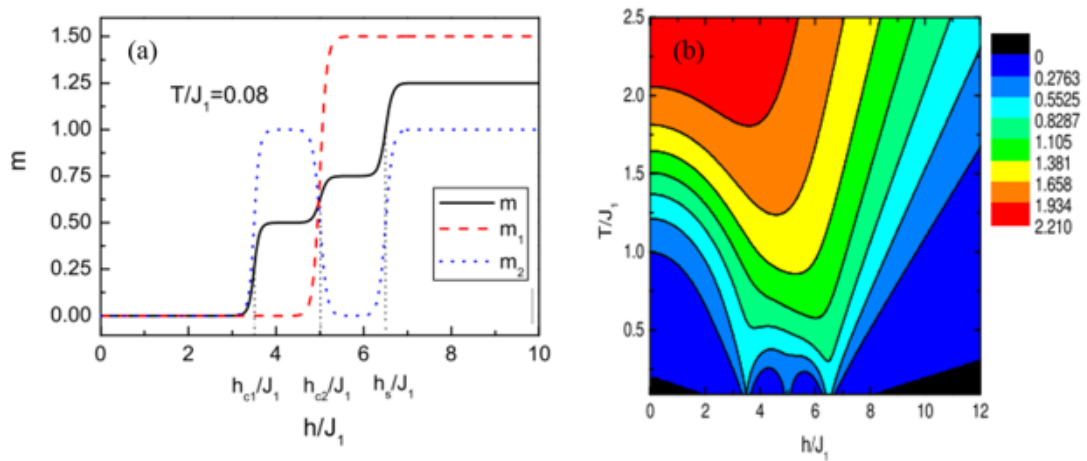 (a)
T/J₁=0.08
m
1.50
1.25
1.00
0.75
0.50
0.25
0.00
m
m₁
m₂
0 2 4 6 8 10
h_c1/J₁ h_c2/J₁ h_s/J₁
h/J₁
(b)
T/J₁
2.5
2.0
1.5
1.0
0.5
0 2 4 6 8 10 12
h/J₁
0
0.2763
0.5525
0.8287
1.105
1.381
1.658
1.934
2.210